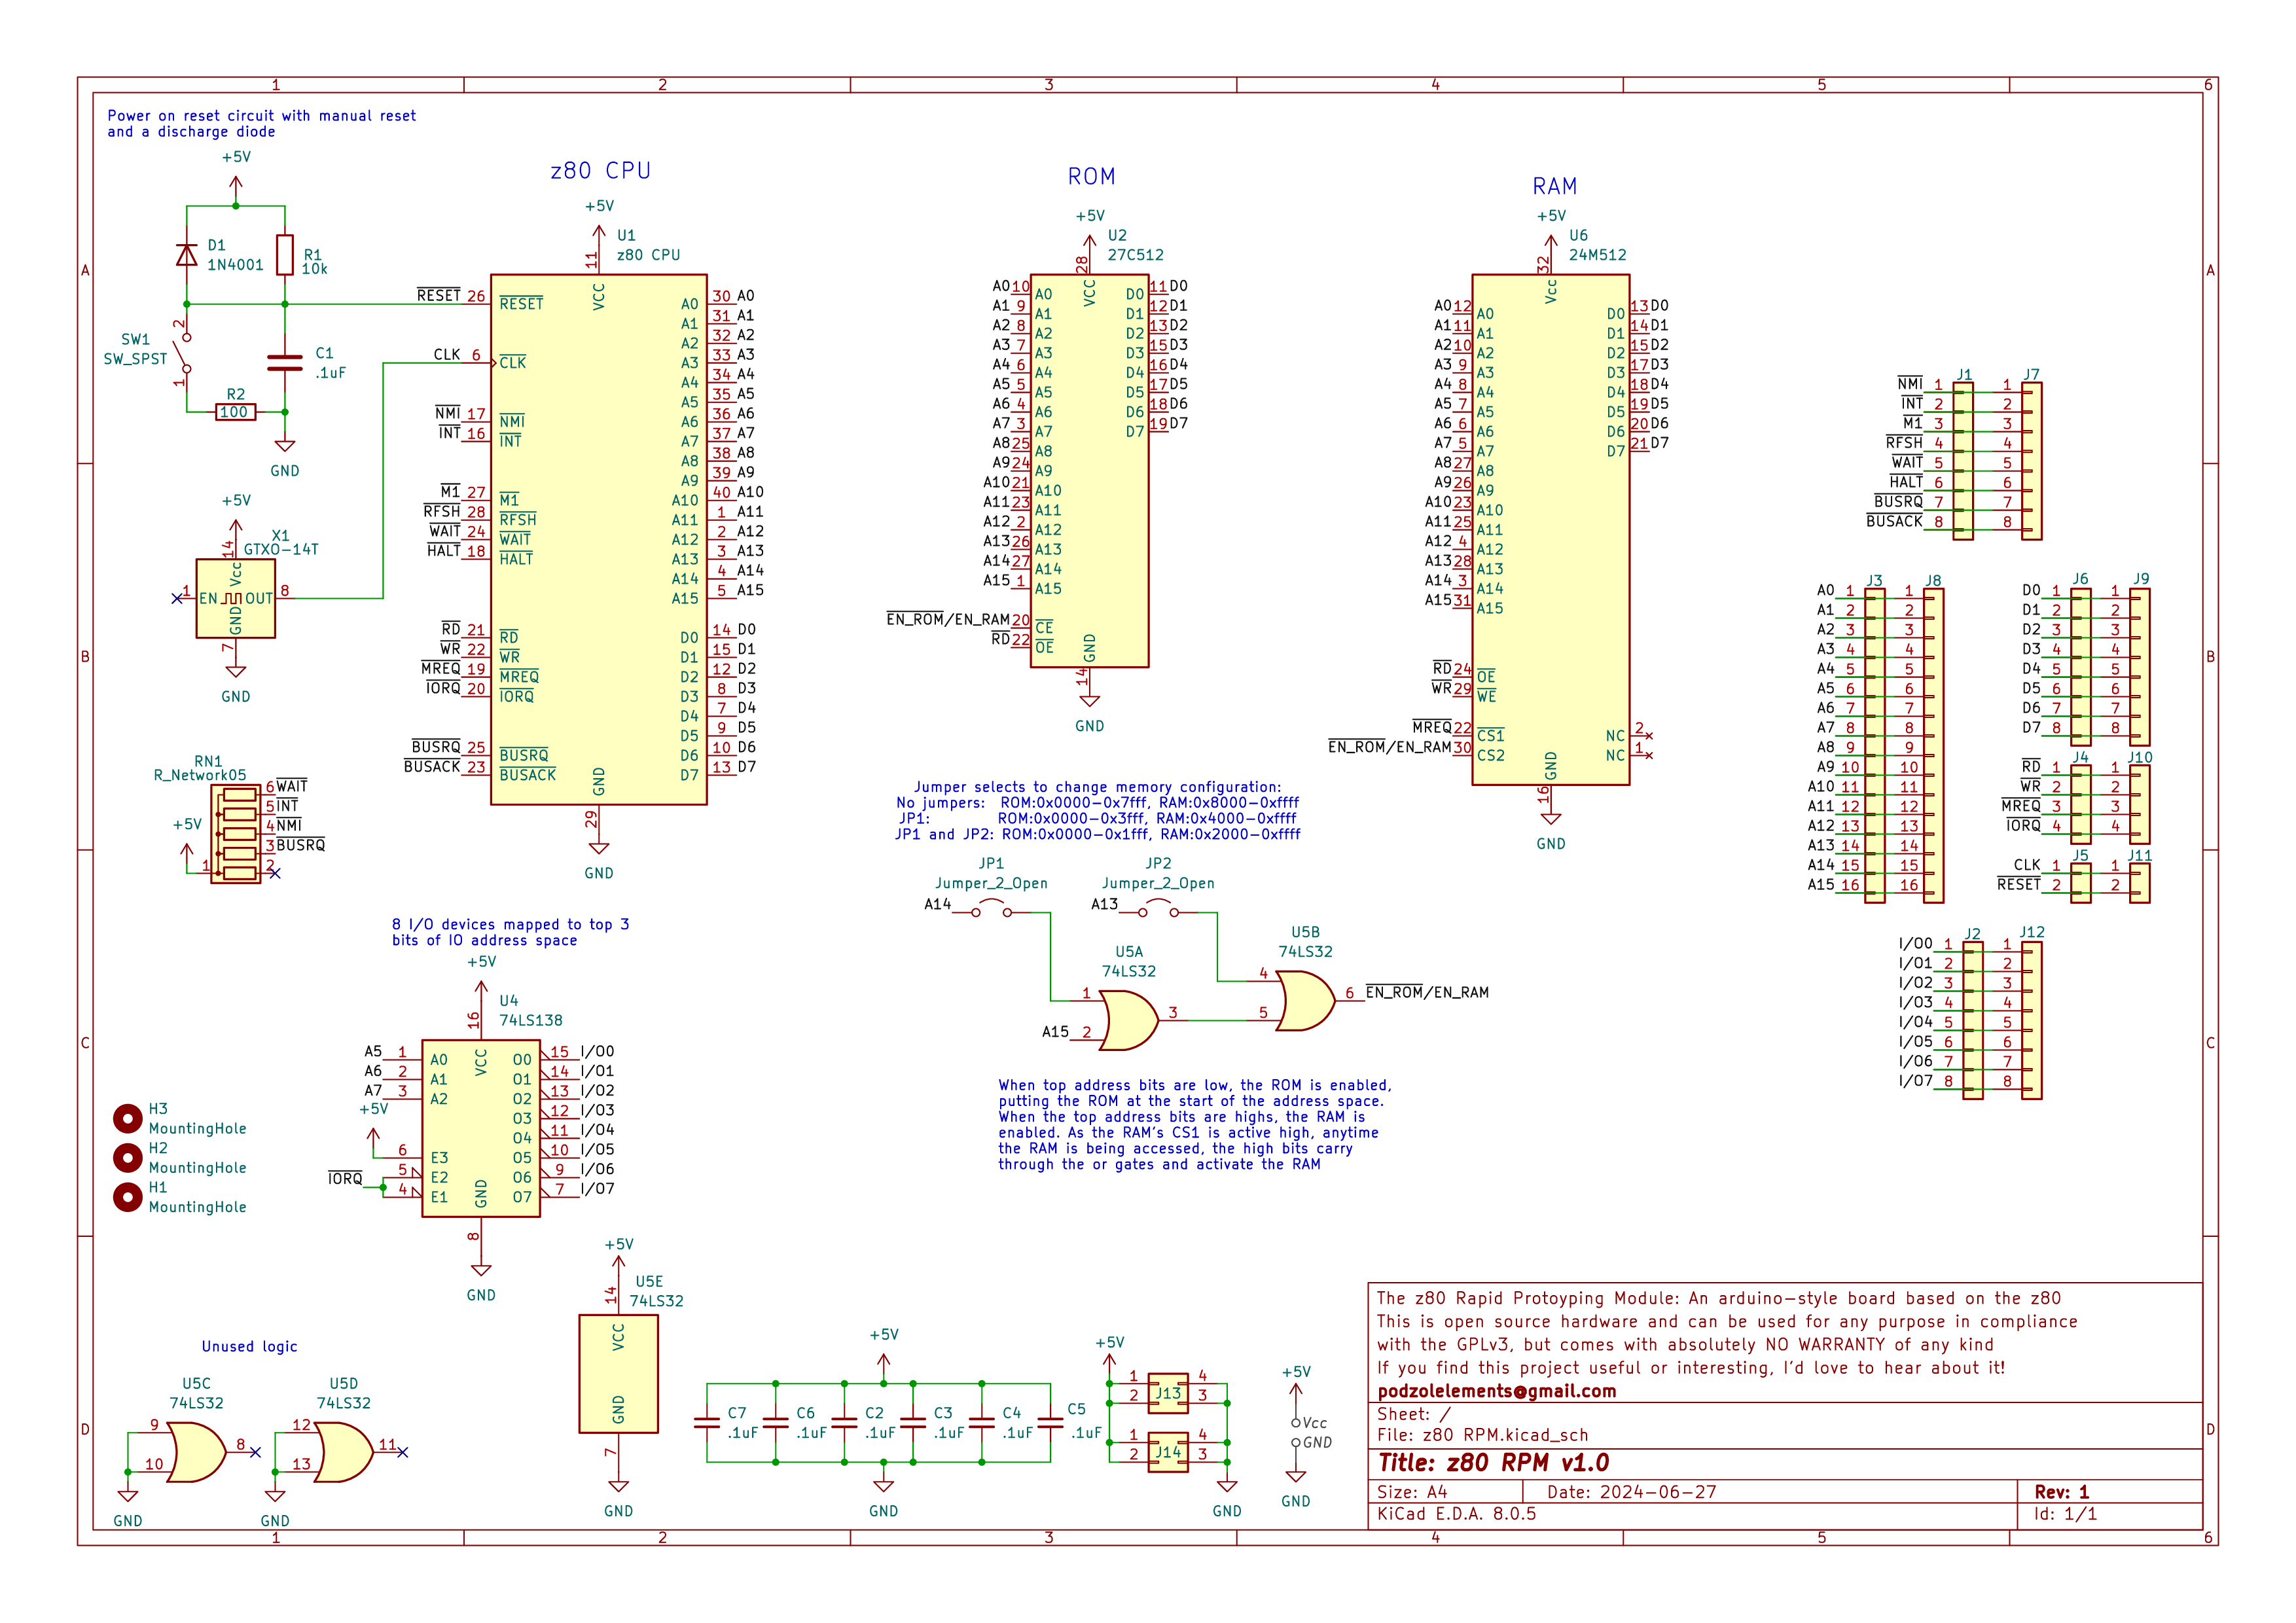 1 2 3 4 5 6
A
B
C
D
Power on reset circuit with manual reset
and a discharge diode
+5V
D1
1N4001
R1
10k
SW1
SW_SPST
2
1
C1
.1uF
R2
100
GND
+5V
X1
GTXO-14T
14
Vcc
1 EN OUT 8
GND
7
GND
RN1
R_Network05
+5V
6 WAIT
5 INT
4 NMI
3 BUSRQ
1 2
z80 CPU
+5V
U1
z80 CPU
11
VCC
RESET 26 RESET
CLK 6 CLK
NMI 17 NMI
INT 16 INT
M1 27 M1
RFSH 28 RFSH
WAIT 24 WAIT
HALT 18 HALT
RD 21 RD
WR 22 WR
MREQ 19 MREQ
IORQ 20 IORQ
BUSRQ 25 BUSRQ
BUSACK 23 BUSACK
A0 30 A0
A1 31 A1
A2 32 A2
A3 33 A3
A4 34 A4
A5 35 A5
A6 36 A6
A7 37 A7
A8 38 A8
A9 39 A9
A10 40 A10
A11 1 A11
A12 2 A12
A13 3 A13
A14 4 A14
A15 5 A15
D0 14 D0
D1 15 D1
D2 12 D2
D3 8 D3
D4 7 D4
D5 9 D5
D6 10 D6
D7 13 D7
GND
29
GND
ROM
+5V
U2
27C512
28
VCC
A0 10 A0
A1 9 A1
A2 8 A2
A3 7 A3
A4 6 A4
A5 5 A5
A6 4 A6
A7 3 A7
A8 25 A8
A9 24 A9
A10 21 A10
A11 23 A11
A12 2 A12
A13 26 A13
A14 27 A14
A15 1 A15
EN_ROM/EN_RAM 20 CE
RD 22 OE
D0 11 D0
D1 12 D1
D2 13 D2
D3 15 D3
D4 16 D4
D5 17 D5
D6 18 D6
D7 19 D7
GND
14
GND
RAM
+5V
U6
24M512
32
Vcc
A0 12 A0
A1 11 A1
A2 10 A2
A3 9 A3
A4 8 A4
A5 7 A5
A6 6 A6
A7 5 A7
A8 27 A8
A9 26 A9
A10 23 A10
A11 25 A11
A12 4 A12
A13 28 A13
A14 3 A14
A15 31 A15
RD 24 OE
WR 29 WE
MREQ 22 CS1
EN_ROM/EN_RAM 30 CS2
D0 13 D0
D1 14 D1
D2 15 D2
D3 17 D3
D4 18 D4
D5 19 D5
D6 20 D6
D7 21 D7
NC 2
NC 1
GND
16
GND
J1 J7
NMI 1 1
INT 2 2
M1 3 3
RFSH 4 4
WAIT 5 5
HALT 6 6
BUSRQ 7 7
BUSACK 8 8
J3 J8
A0 1 1
A1 2 2
A2 3 3
A3 4 4
A4 5 5
A5 6 6
A6 7 7
A7 8 8
A8 9 9
A9 10 10
A10 11 11
A11 12 12
A12 13 13
A13 14 14
A14 15 15
A15 16 16
J6 J9
D0 1 1
D1 2 2
D2 3 3
D3 4 4
D4 5 5
D5 6 6
D6 7 7
D7 8 8
J4 J10
RD 1 1
WR 2 2
MREQ 3 3
IORQ 4 4
J5 J11
CLK 1 1
RESET 2 2
J2 J12
I/O0 1 1
I/O1 2 2
I/O2 3 3
I/O3 4 4
I/O4 5 5
I/O5 6 6
I/O6 7 7
I/O7 8 8
Jumper selects to change memory configuration:
No jumpers: ROM:0x0000-0x7fff, RAM:0x8000-0xffff
JP1: ROM:0x0000-0x3fff, RAM:0x4000-0xffff
JP1 and JP2: ROM:0x0000-0x1fff, RAM:0x2000-0xffff
JP1
Jumper_2_Open
A14
JP2
Jumper_2_Open
A13
U5A
74LS32
1
A15 2
3
U5B
74LS32
4
5
6 EN_ROM/EN_RAM
When top address bits are low, the ROM is enabled,
putting the ROM at the start of the address space.
When the top address bits are highs, the RAM is
enabled. As the RAM's CS1 is active high, anytime
the RAM is being accessed, the high bits carry
through the or gates and activate the RAM
8 I/O devices mapped to top 3
bits of IO address space
+5V
U4
74LS138
16
VCC
A5 1 A0
A6 2 A1
A7 3 A2
+5V
6 E3
5 E2
IORQ
4 E1
O0 15 I/O0
O1 14 I/O1
O2 13 I/O2
O3 12 I/O3
O4 11 I/O4
O5 10 I/O5
O6 9 I/O6
O7 7 I/O7
GND
8
GND
H3
MountingHole
H2
MountingHole
H1
MountingHole
Unused logic
U5C
74LS32
9
10
8
GND
U5D
74LS32
12
13
11
GND
+5V
U5E
74LS32
14
VCC
GND
7
GND
+5V
C7
.1uF
C6
.1uF
C2
.1uF
C3
.1uF
C4
.1uF
C5
.1uF
GND
+5V
1 4
2 J13 3
1 4
2 J14 3
GND
+5V
Vcc
GND
GND
The z80 Rapid Protoyping Module: An arduino-style board based on the z80
This is open source hardware and can be used for any purpose in compliance
with the GPLv3, but comes with absolutely NO WARRANTY of any kind
If you find this project useful or interesting, I'd love to hear about it!
podzolelements@gmail.com
Sheet: /
File: z80 RPM.kicad_sch
Title: z80 RPM v1.0
Size: A4 Date: 2024-06-27 Rev: 1
KiCad E.D.A. 8.0.5 Id: 1/1
1 2 3 4 5 6
A
B
C
D